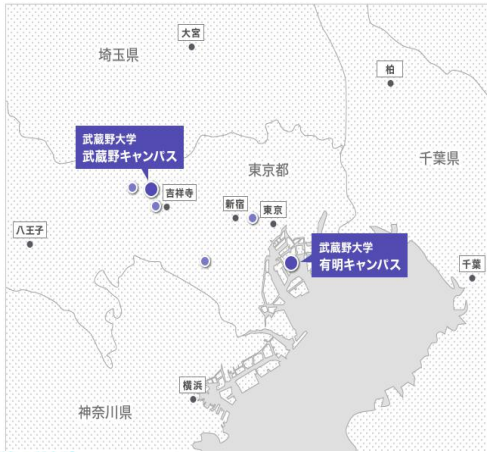 大宮
埼玉県
柏
武蔵野大学
武蔵野キャンパス
千葉県
東京都
吉祥寺
新宿
東京
八王子
武蔵野大学
有明キャンパス
千葉
横浜
神奈川県